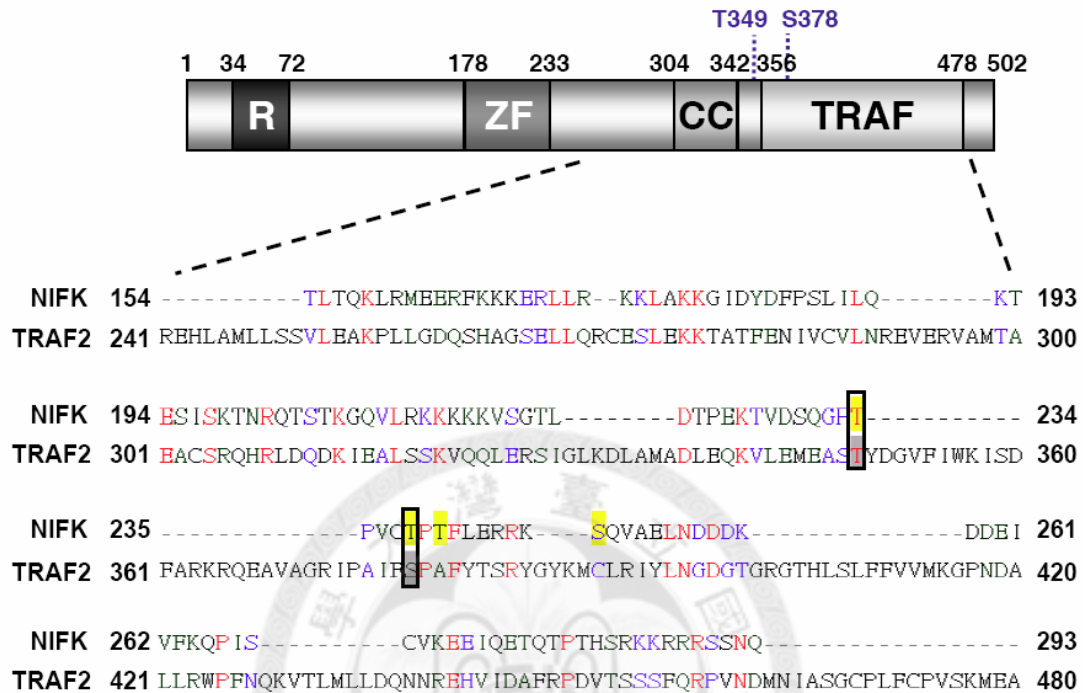 T349 S378
1 34 72 178 233 304 342 356 478 502
R ZF CC TRAF
NIFK 154 ----------TLTQKLRMEERFKKKERLLR--KKLAKKGIDYDFPSLILQ--------KT 193
TRAF2 241 REHLAMLLSSVLEAKPLLGDQSHAGSELLQRCESLEKKTATFENIVCVLNREVERVAMTA 300
NIFK 194 ESISKTNRQTSTKGQVLRKKKKKVSGTL--------DTPEKTVDSQGPT----------- 234
TRAF2 301 EACSRQHRLDQDKIEALSSKVQQLERSIGLKDLAMADLEQKVLEMEASTYDGVFIWKISD 360
NIFK 235 --------------PVCTPTFLERRK----SQVAELNDDDK---------------DDEI 261
TRAF2 361 FARKRQEAVAGRIPAIFSPAFYTSRYGYKMCLRIYLNGDGTGRGTHLSLFFVVMKGPNDA 420
NIFK 262 VFKQPIS----------CVKEEIQETQTPTHSRKKRRRSSNQ------------------ 293
TRAF2 421 LLRWPFNQKVTLMLLDQNNREHVIDAFRPDVTSSSFQRPVNDMNIASGCPLFCPVSKMEA 480